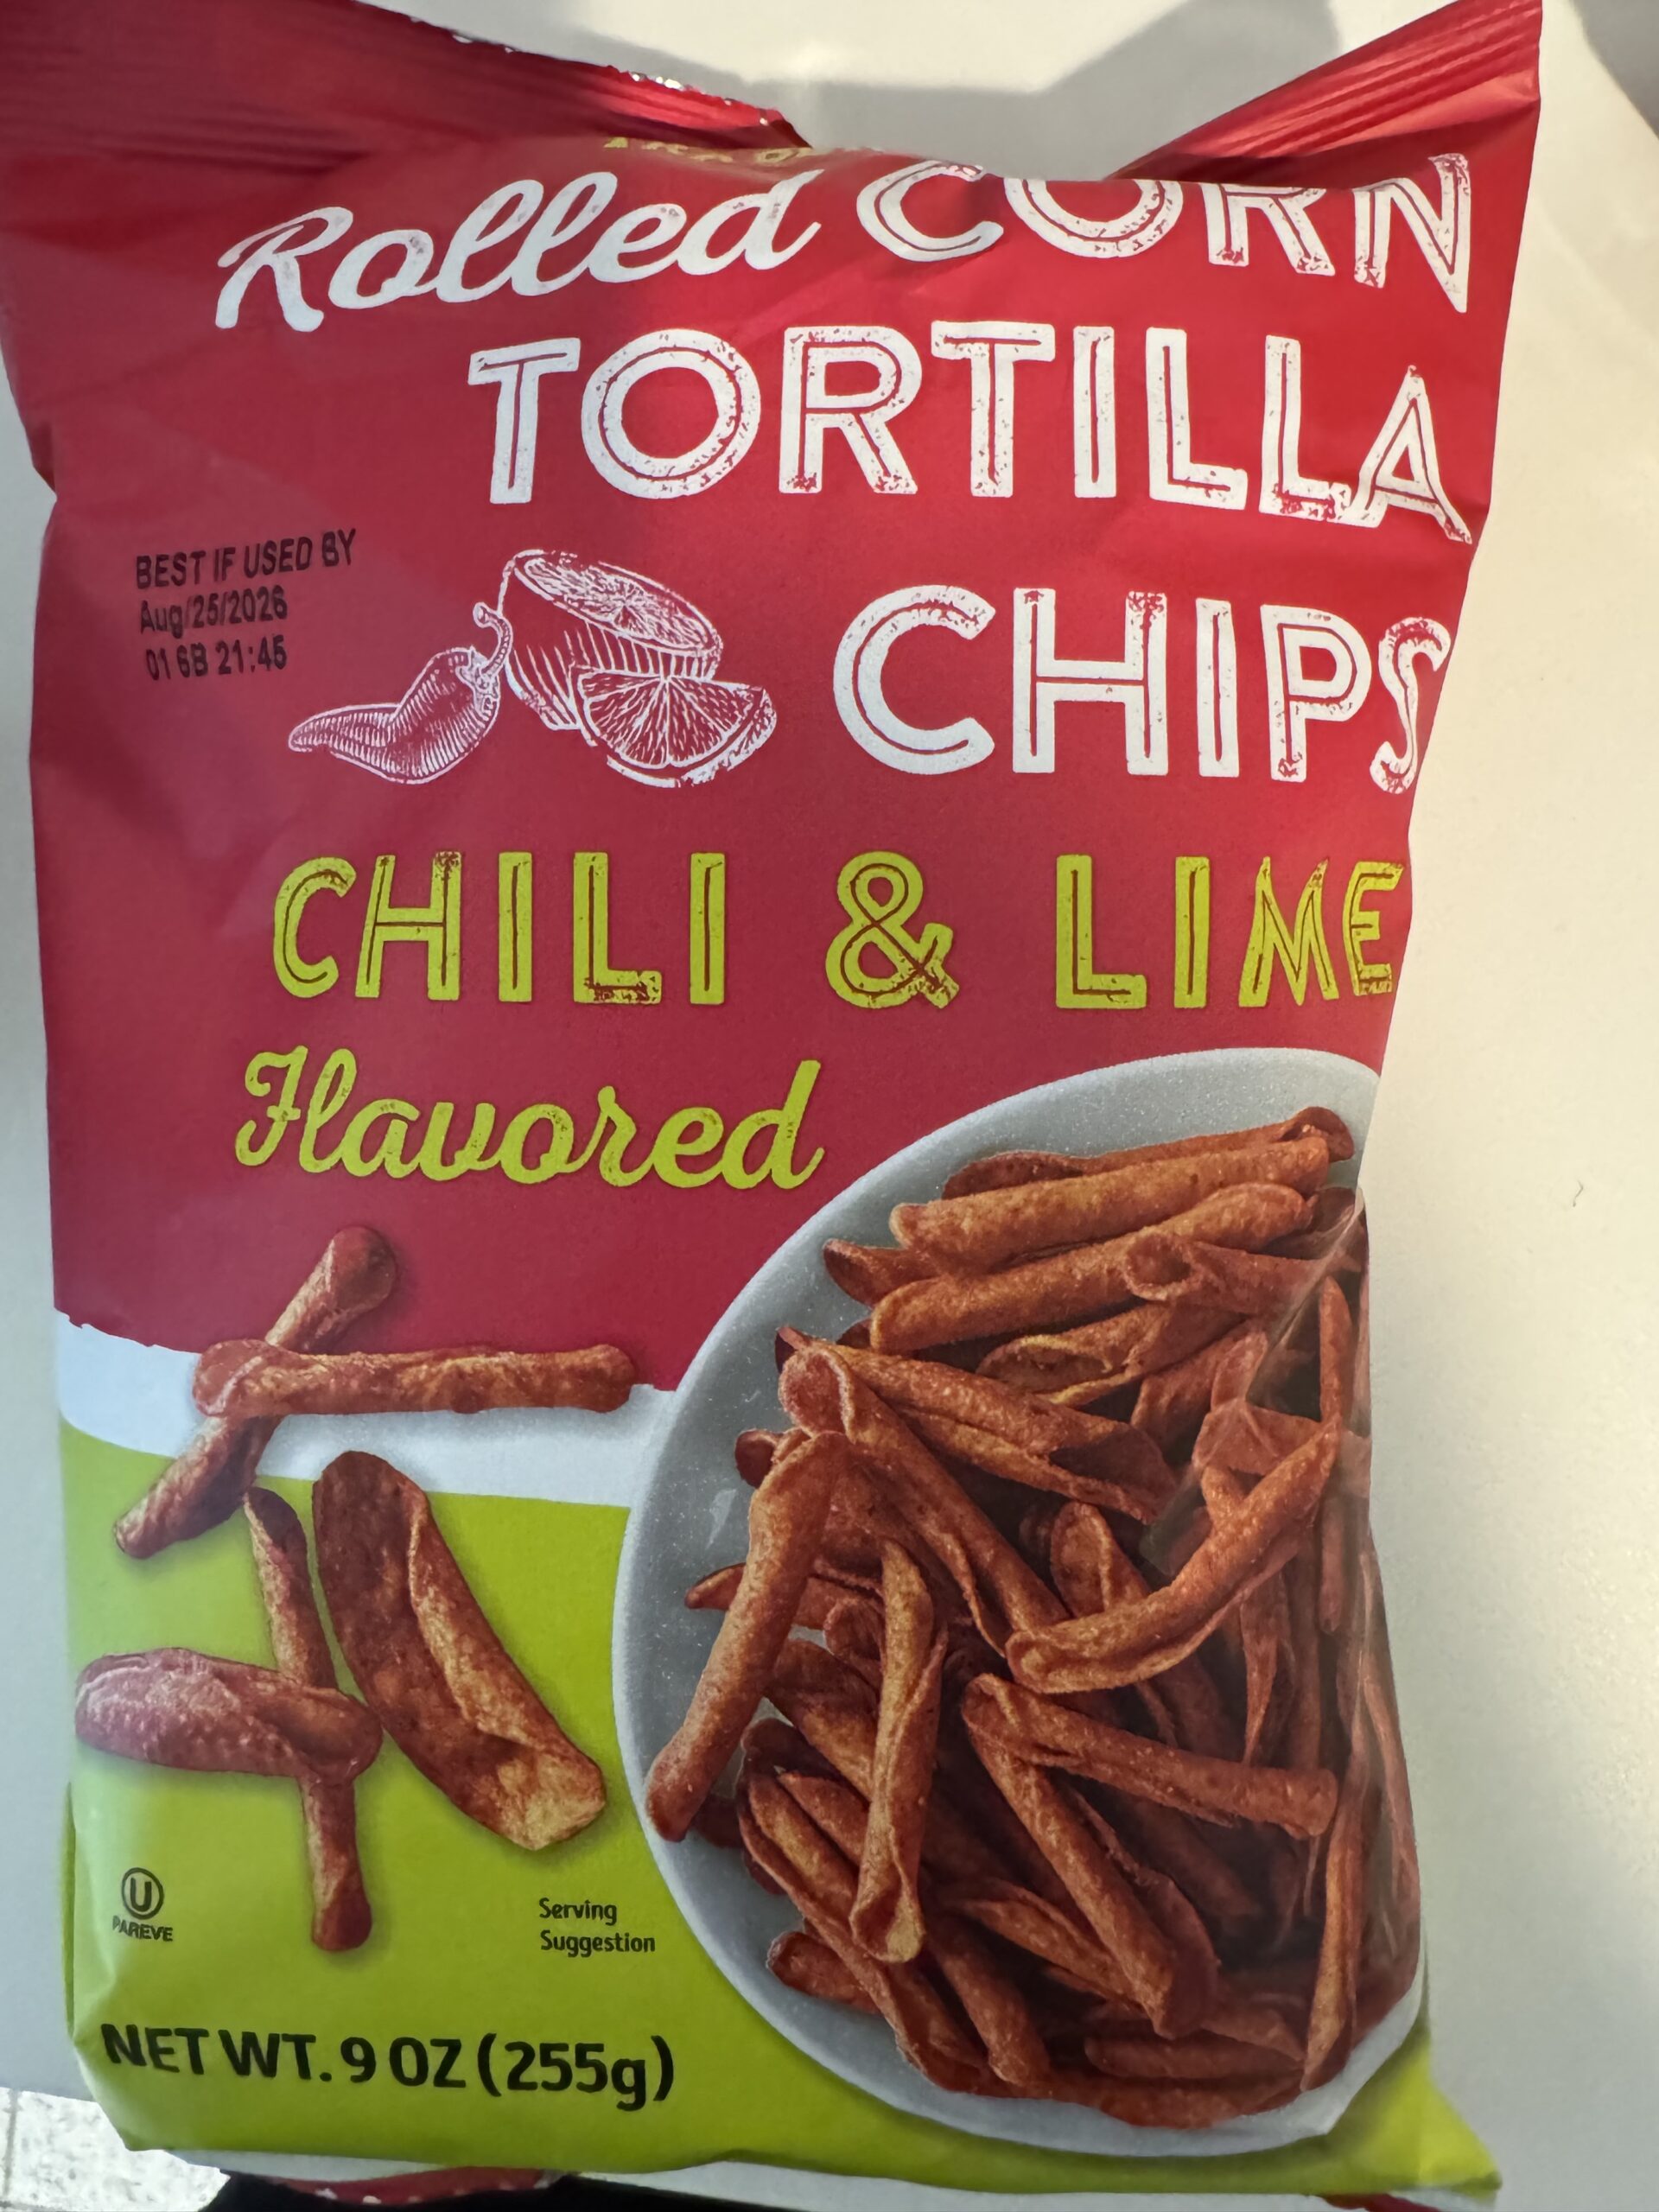 Rolled CORN
TORTILLA
CHIPS
BEST IF USED BY
Aug/25/2026
01 6B 21:45
CHILI & LIME
Flavored
U
PAREVE
Serving
Suggestion
NET WT. 9 OZ (255g)